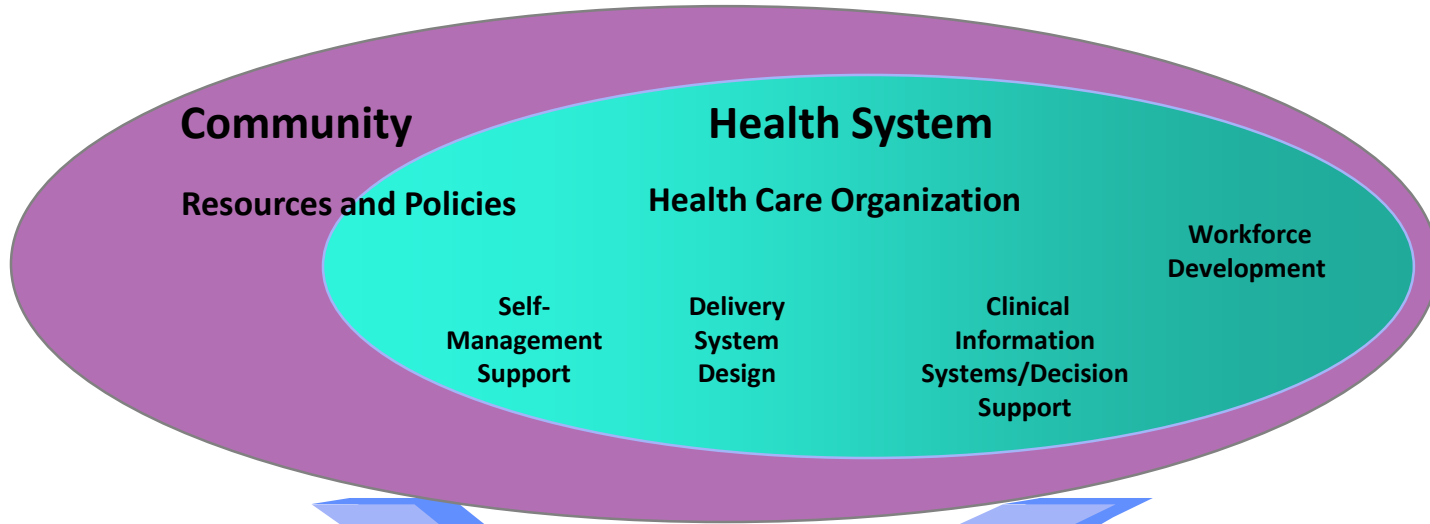 Community
Health System
Resources and Policies
Health Care Organization
Workforce
Development
Self-
Management
Support
Delivery
System
Design
Clinical
Information
Systems/Decision
Support